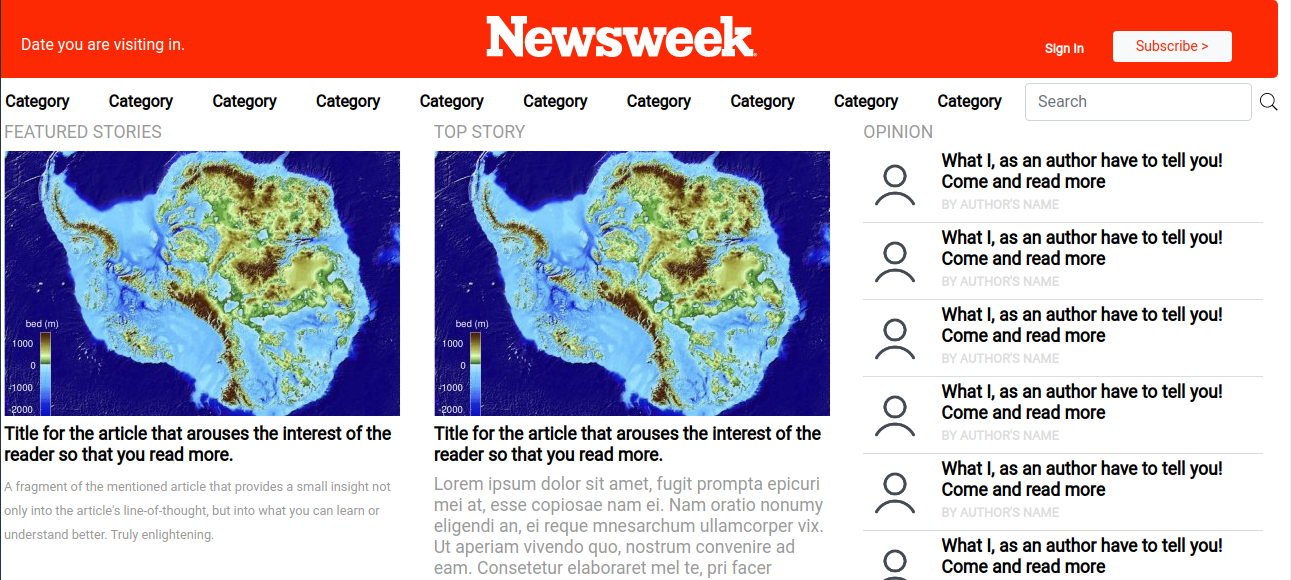 Date you are visiting in.
Newsweek
Sign In
Subscribe >
Category Category Category Category Category Category Category Category Category Category Search
FEATURED STORIES
bed (m)
1000
0
-1000
-2000
Title for the article that arouses the interest of the
reader so that you read more.
A fragment of the mentioned article that provides a small insight not
only into the article's line-of-thought, but into what you can learn or
understand better. Truly enlightening.
TOP STORY
bed (m)
1000
0
-1000
-2000
Title for the article that arouses the interest of the
reader so that you read more.
Lorem ipsum dolor sit amet, fugit prompta epicuri
mei at, esse copiosae nam ei. Nam oratio nonumy
eligendi an, ei reque mnesarchum ullamcorper vix.
Ut aperiam vivendo quo, nostrum convenire ad
eam. Consetetur elaboraret mel te, pri facer
OPINION
What I, as an author have to tell you!
Come and read more
BY AUTHOR'S NAME
What I, as an author have to tell you!
Come and read more
BY AUTHOR'S NAME
What I, as an author have to tell you!
Come and read more
BY AUTHOR'S NAME
What I, as an author have to tell you!
Come and read more
BY AUTHOR'S NAME
What I, as an author have to tell you!
Come and read more
BY AUTHOR'S NAME
What I, as an author have to tell you!
Come and read more